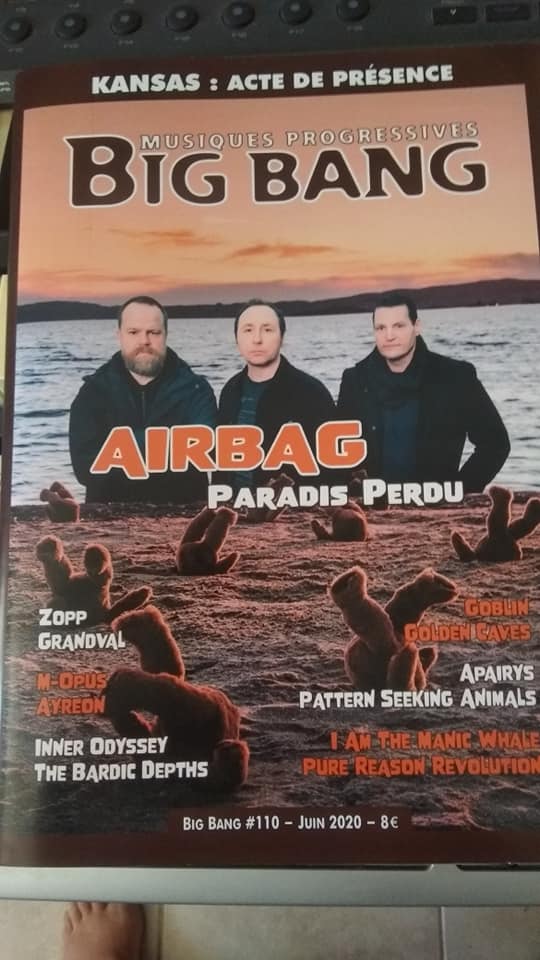 KANSAS : ACTE DE PRÉSENCE
MUSIQUES PROGRESSIVES
BIG BANG
AIRBAG
PARADIS PERDU
ZOPP
GRANDVAL
M-OPUS
AYREON
INNER ODYSSEY
THE BARDIC DEPTHS
GOBLIN
GOLDEN CAVES
APAIRYS
PATTERN SEEKING ANIMALS
I AM THE MANIC WHALE
PURE REASON REVOLUTION
BIG BANG #110 – JUIN 2020 – 8€